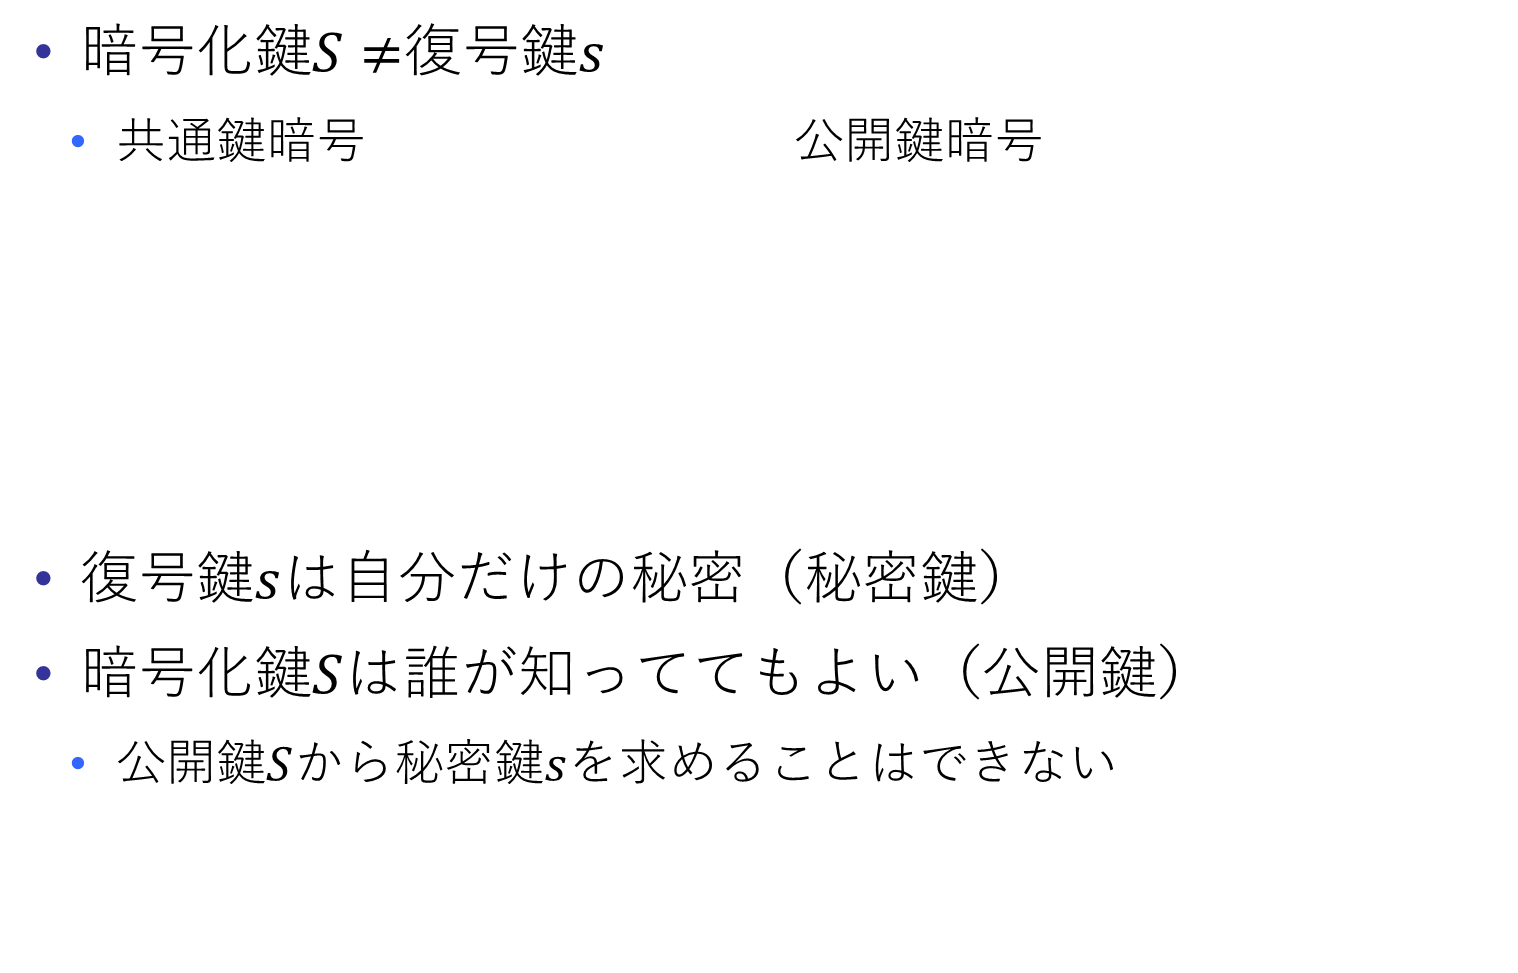 • 暗号化鍵S ≠復号鍵s
• 共通鍵暗号 公開鍵暗号
• 復号鍵sは自分だけの秘密（秘密鍵）
• 暗号化鍵Sは誰が知っててもよい（公開鍵）
• 公開鍵Sから秘密鍵sを求めることはできない